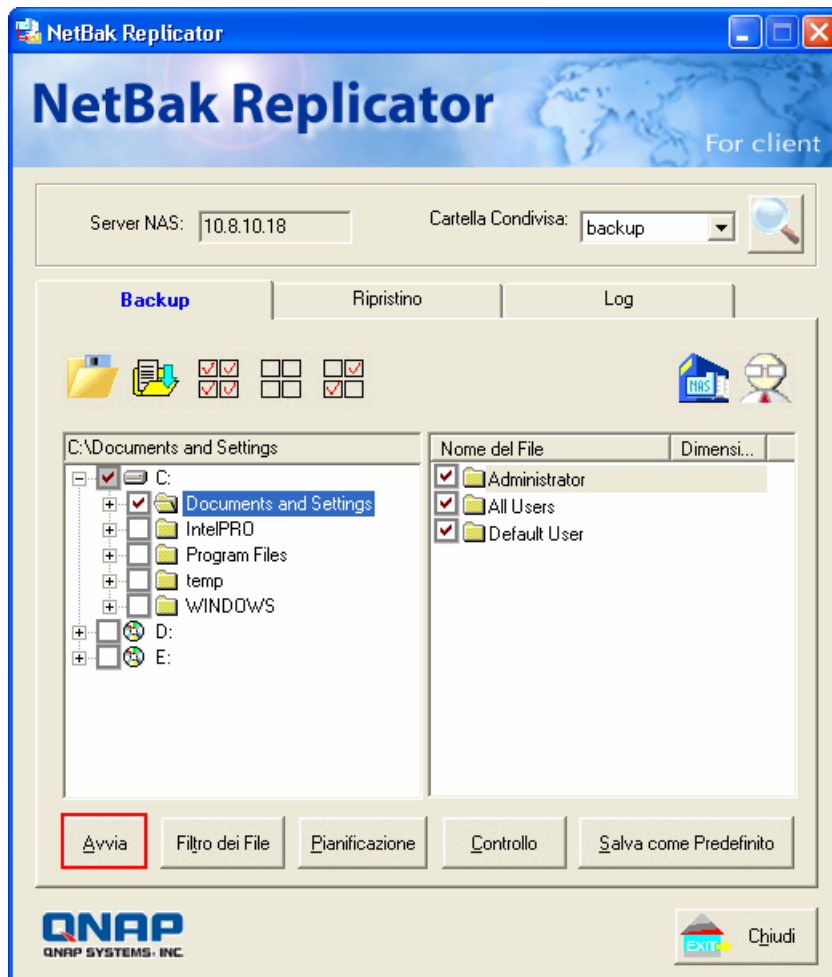 NetBak Replicator
NetBak Replicator
For client
Server NAS: 10.8.10.18 Cartella Condivisa: backup
Backup Ripristino Log
NAS
C:\Documents and Settings
C:
Documents and Settings
IntelPRO
Program Files
temp
WINDOWS
D:
E:
Nome del File Dimensi...
Administrator
All Users
Default User
Avvia Filtro dei File Pianificazione Controllo Salva come Predefinito
QNAP
QNAP SYSTEMS, INC.
EXIT Chiudi